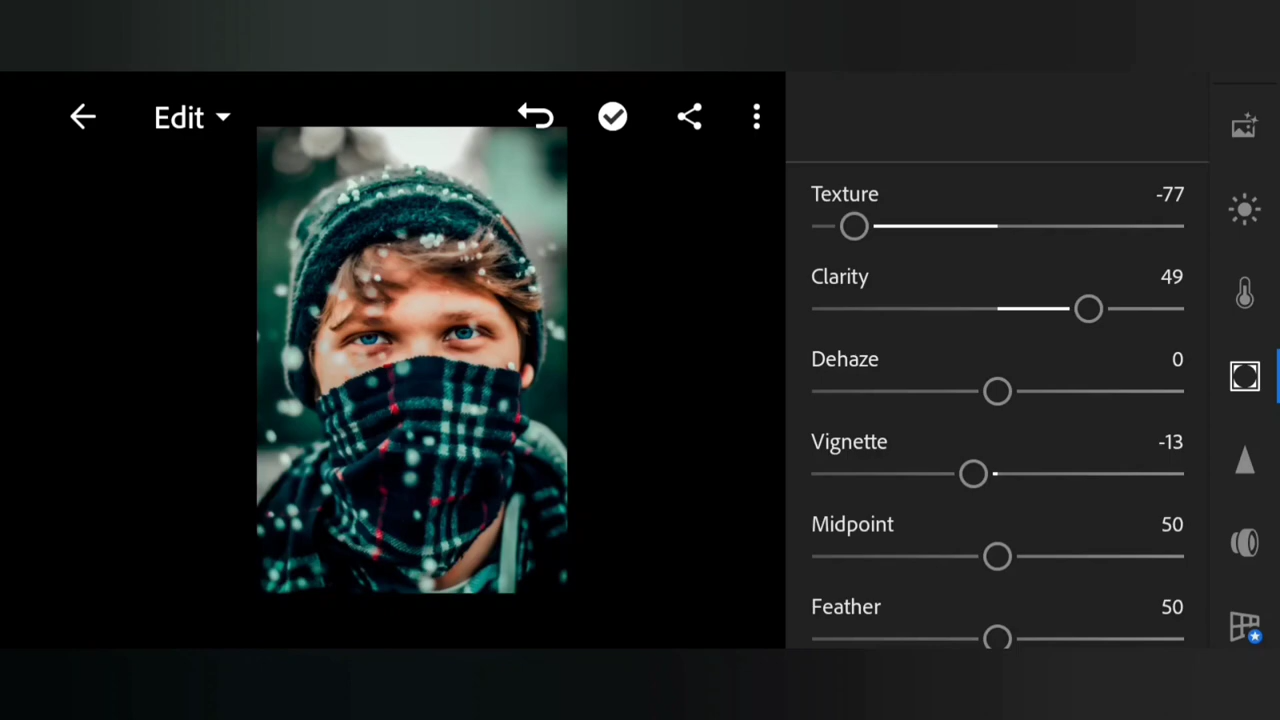 Edit
Texture -77
Clarity 49
Dehaze 0
Vignette -13
Midpoint 50
Feather 50